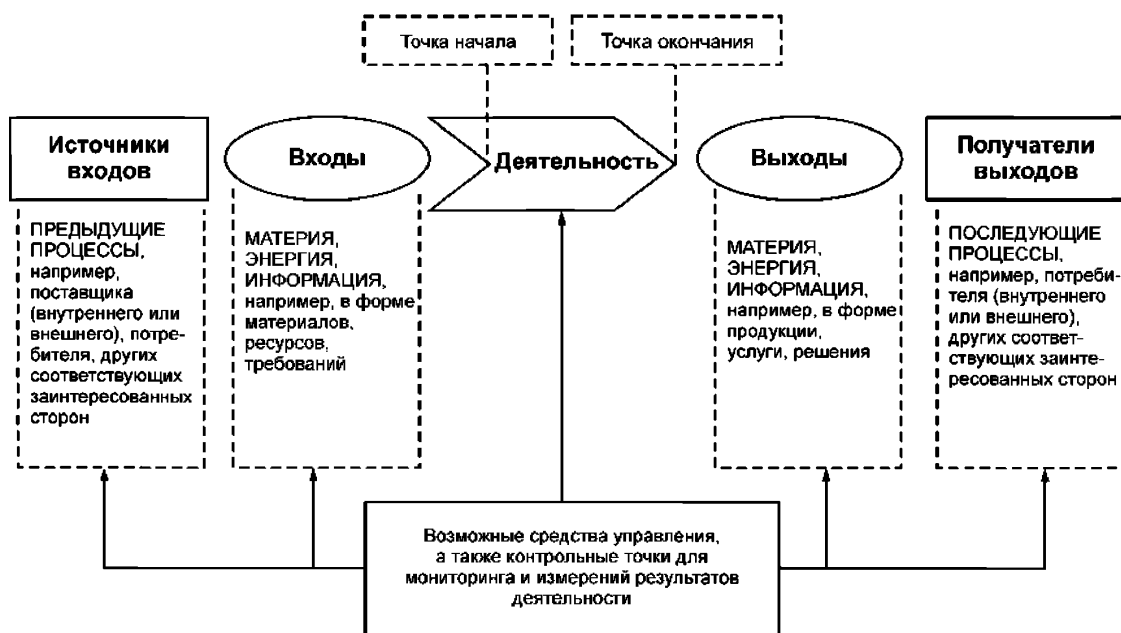 Точка начала
Точка окончания
Источники
входов
Входы
Деятельность
Выходы
Получатели
выходов
ПРЕДЫДУЩИЕ
ПРОЦЕССЫ,
например,
поставщика
(внутреннего или
внешнего), потре-
бителя, других
соответствующих
заинтересованных
сторон
МАТЕРИЯ,
ЭНЕРГИЯ,
ИНФОРМАЦИЯ,
например, в форме
материалов,
ресурсов,
требований
МАТЕРИЯ,
ЭНЕРГИЯ,
ИНФОРМАЦИЯ,
например, в форме
продукции,
услуги, решения
ПОСЛЕДУЮЩИЕ
ПРОЦЕССЫ,
например, потреби-
теля (внутреннего
или внешнего),
других соответ-
ствующих заинте-
ресованных сторон
Возможные средства управления,
а также контрольные точки для
мониторинга и измерений результатов
деятельности